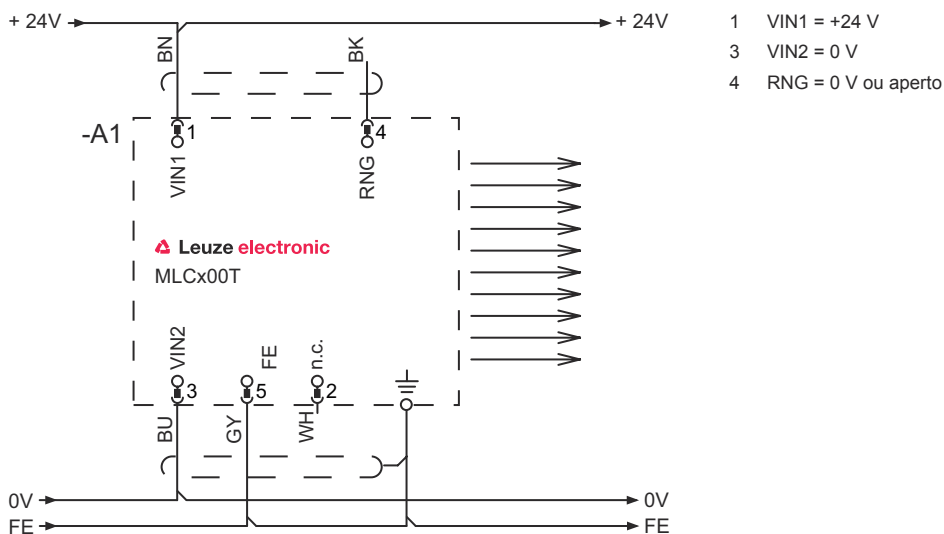 + 24V
+ 24V
1 VIN1 = +24 V
3 VIN2 = 0 V
4 RNG = 0 V ou aperto
BN
BK
-A1
1
4
VIN1
RNG
Leuze electronic
MLCx00T
VIN2
FE
n.c.
3
5
2
BU
GY
WH
0V
0V
FE
FE